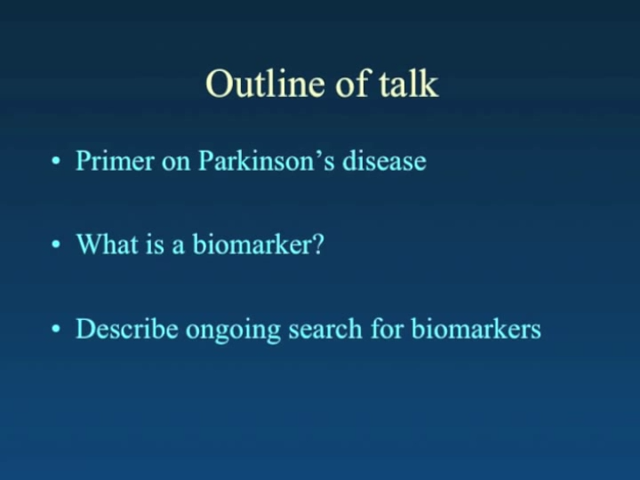 Outline of talk
• Primer on Parkinson's disease
• What is a biomarker?
• Describe ongoing search for biomarkers